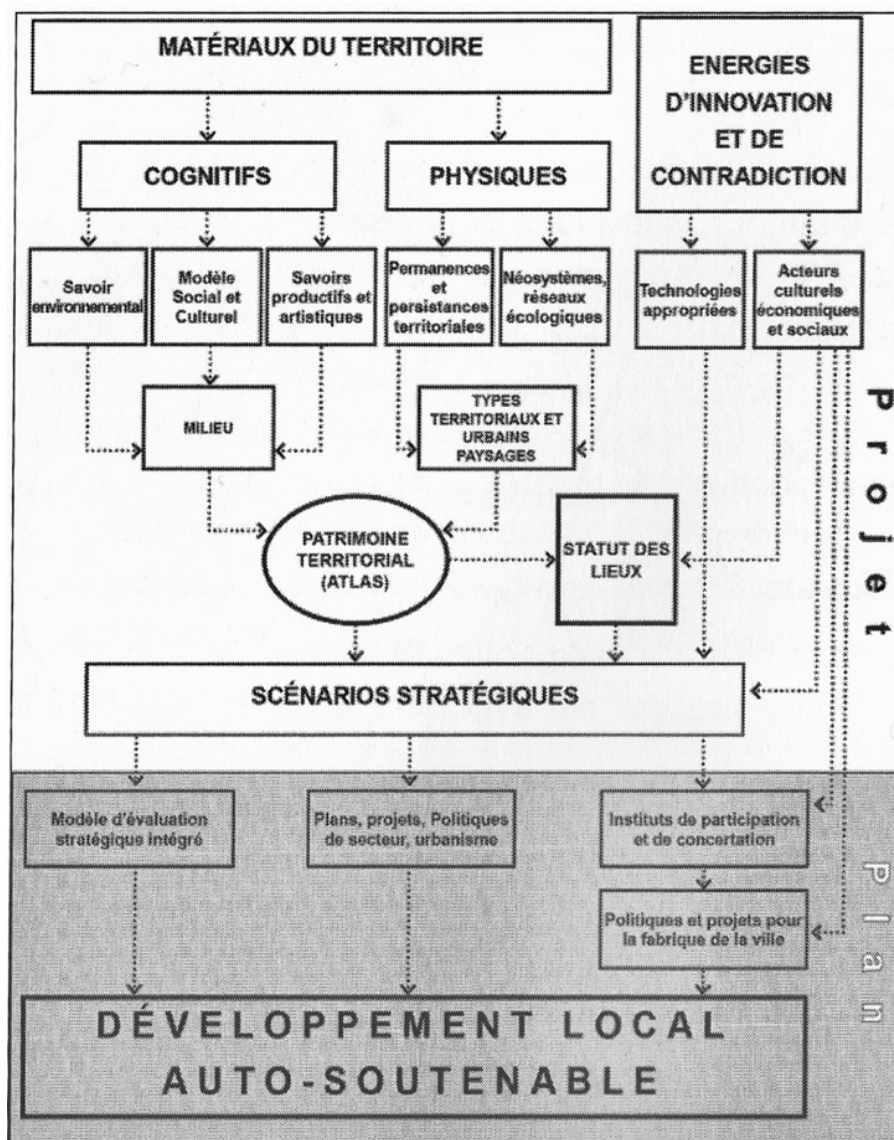 MATÉRIAUX DU TERRITOIRE
ENERGIES
D'INNOVATION
ET DE
CONTRADICTION
COGNITIFS
PHYSIQUES
Savoir
environnemental
Modèle
Social et
Culturel
Savoirs
productifs et
artistiques
Permanences
et
persistances
territoriales
Néosystèmes,
réseaux
écologiques
Technologies
appropriées
Acteurs
culturels
économiques
et sociaux
MILIEU
TYPES
TERRITORIAUX ET
URBAINS
PAYSAGES
PATRIMOINE
TERRITORIAL
(ATLAS)
STATUT DES
LIEUX
Projet
SCÉNARIOS STRATÉGIQUES
Modèle d'évaluation
stratégique intégré
Plans, projets, Politiques
de secteur, urbanisme
Instituts de participation
et de concertation
Politiques et projets pour
la fabrique de la ville
Plan
DÉVELOPPEMENT LOCAL
AUTO-SOUTENABLE